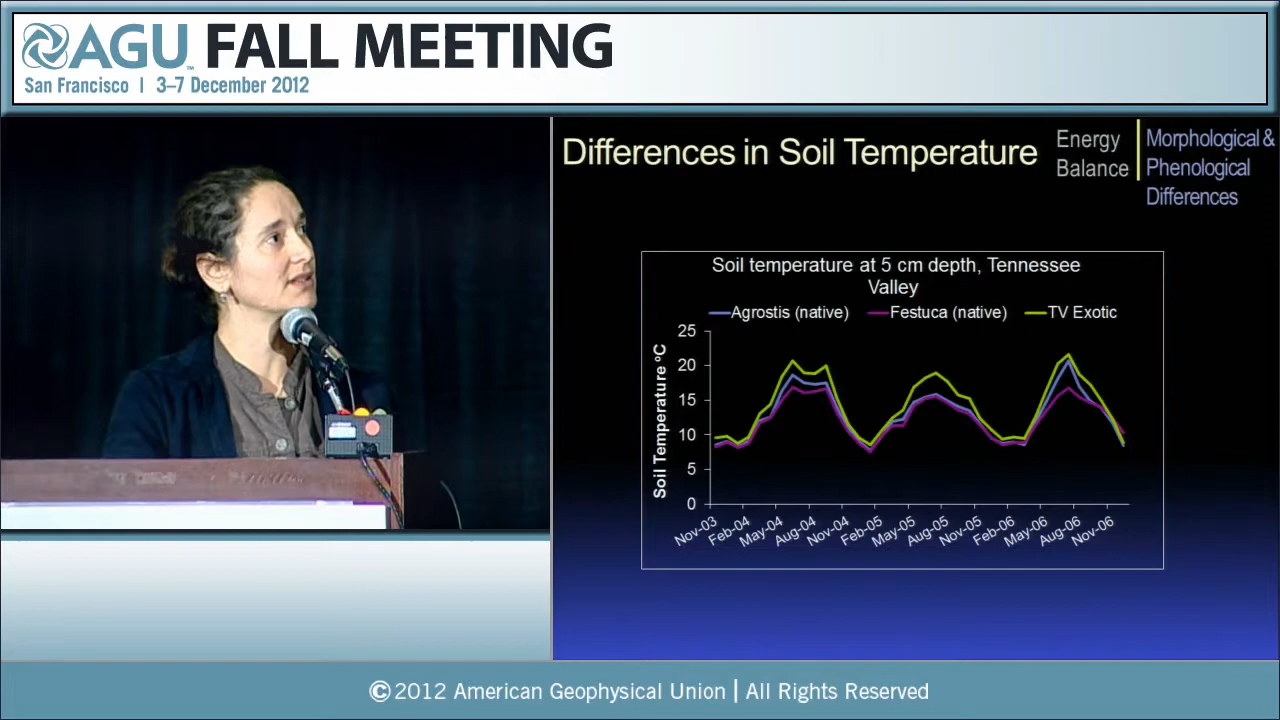 AGU™ FALL MEETING
San Francisco | 3–7 December 2012
Differences in Soil Temperature
Energy
Balance
Morphological &
Phenological
Differences
Soil temperature at 5 cm depth, Tennessee
Valley
Agrostis (native) Festuca (native) TV Exotic
Soil Temperature ºC
25
20
15
10
5
0
Nov-03 Feb-04 May-04 Aug-04 Nov-04 Feb-05 May-05 Aug-05 Nov-05 Feb-06 May-06 Aug-06 Nov-06
© 2012 American Geophysical Union | All Rights Reserved